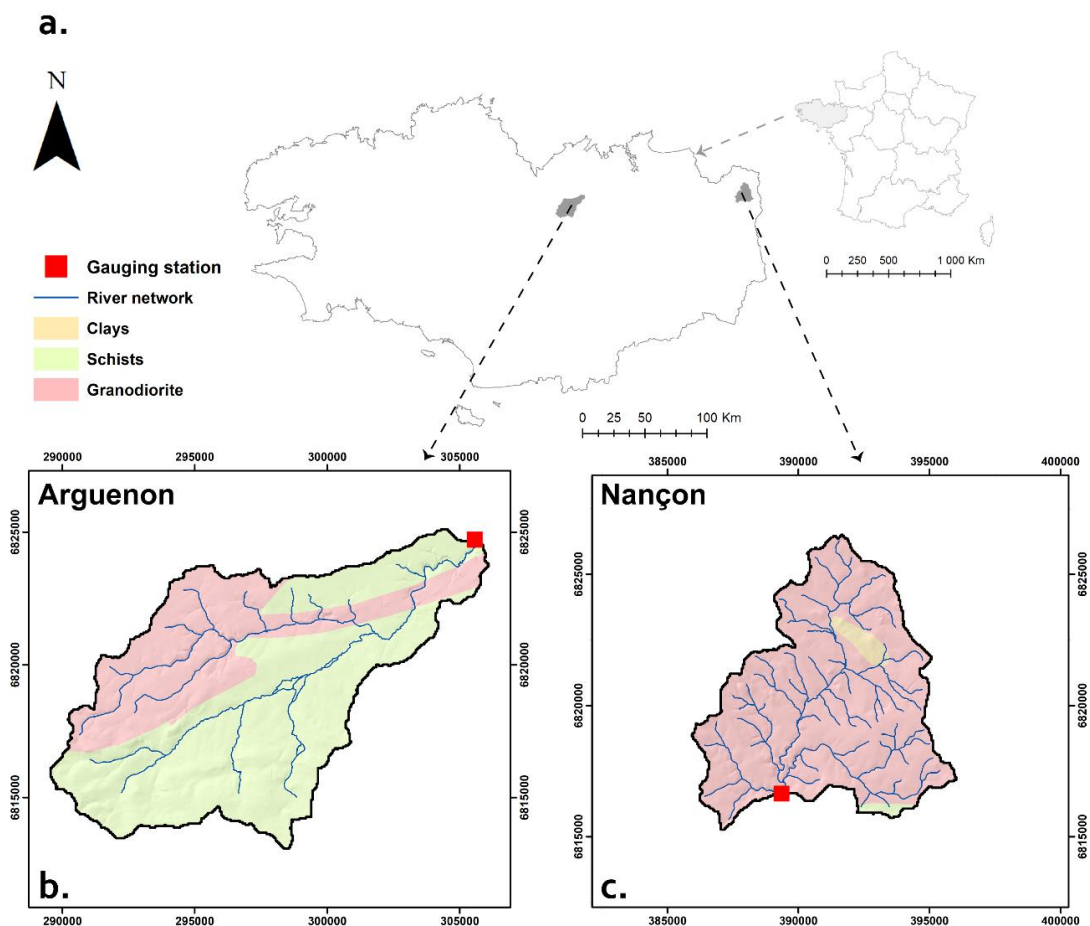 a.
N
0 250 500 1 000 Km
Gauging station
River network
Clays
Schists
Granodiorite
0 25 50 100 Km
290000 295000 300000 305000
385000 390000 395000 400000
Arguenon
6825000 6820000 6815000
6825000 6820000 6815000
b.
290000 295000 300000 305000
Nançon
6825000 6820000 6815000
6825000 6820000 6815000
c.
385000 390000 395000 400000